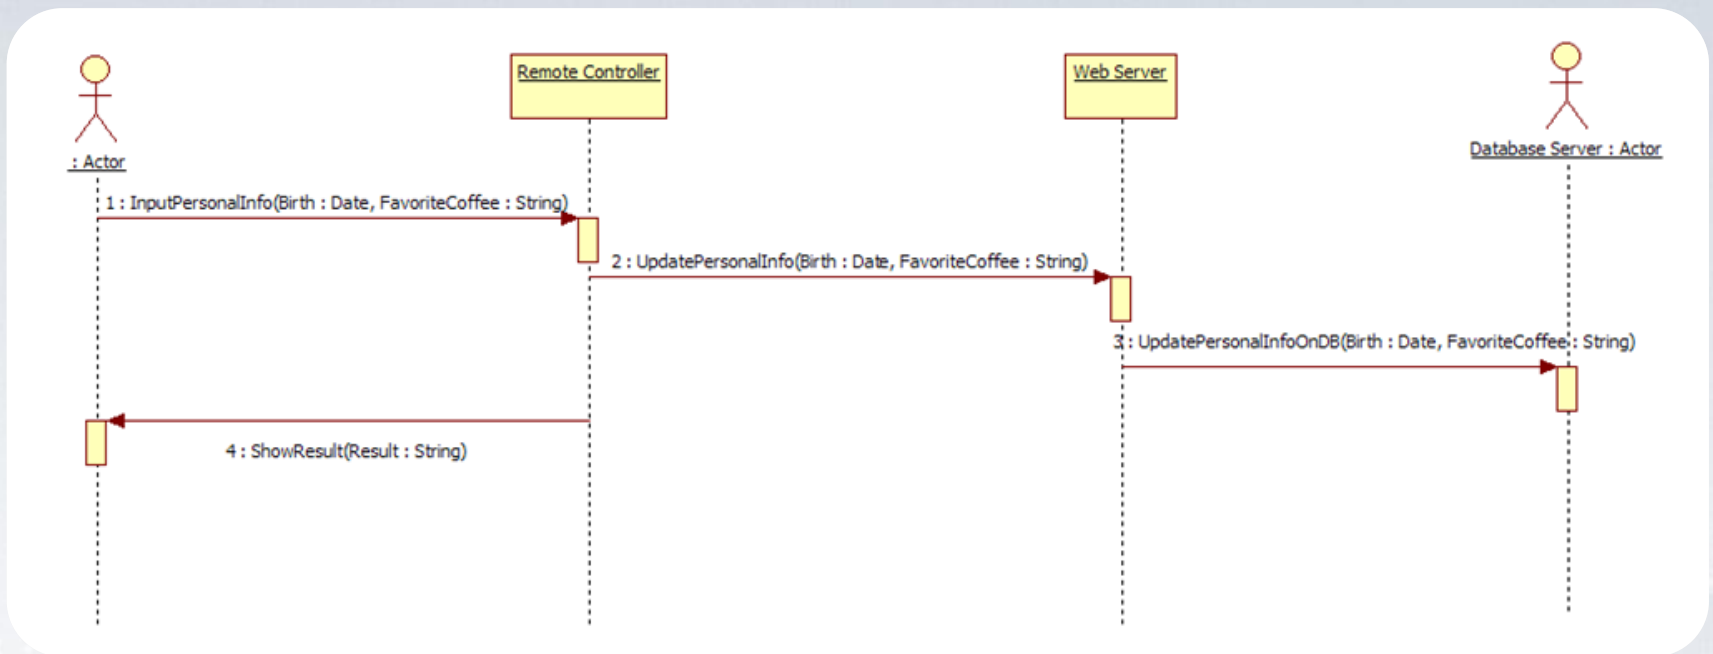 Remote Controller
Web Server
: Actor
Database Server : Actor
1 : InputPersonalInfo(Birth : Date, FavoriteCoffee : String)
2 : UpdatePersonalInfo(Birth : Date, FavoriteCoffee : String)
3 : UpdatePersonalInfoOnDB(Birth : Date, FavoriteCoffee : String)
4 : ShowResult(Result : String)